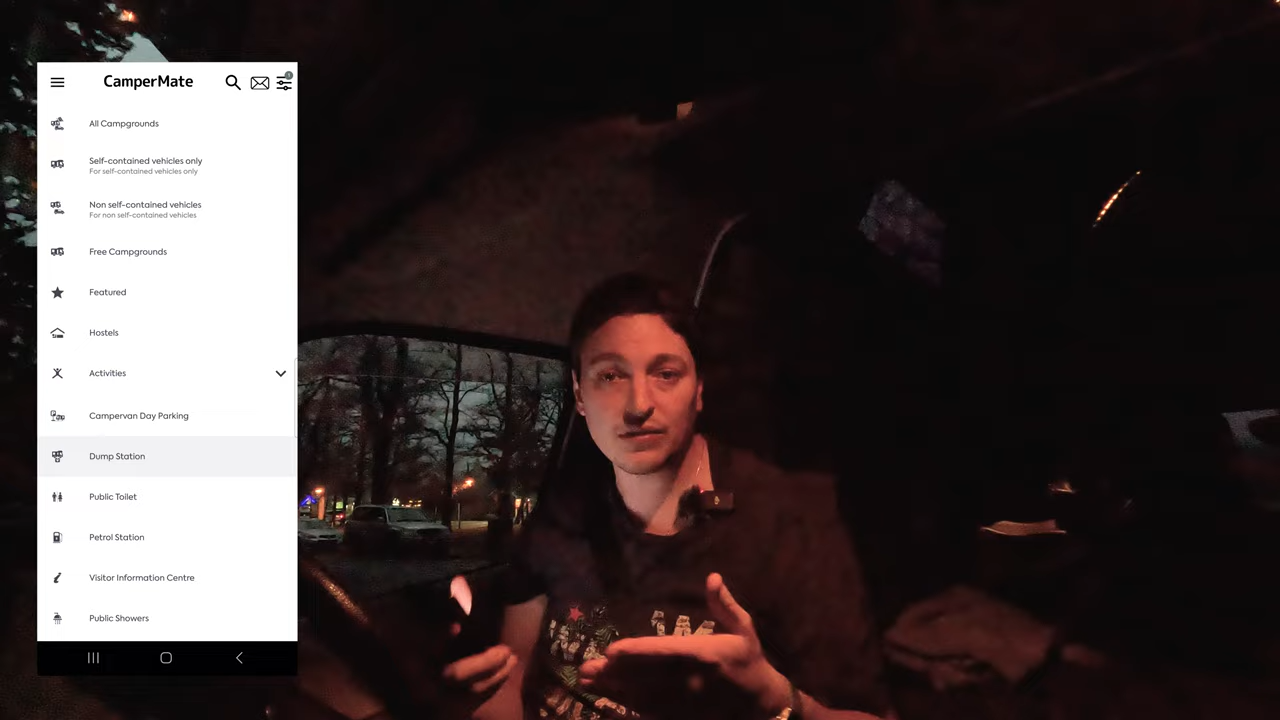 CamperMate
All Campgrounds
Self-contained vehicles only
For self-contained vehicles only
Non self-contained vehicles
For non self-contained vehicles
Free Campgrounds
Featured
Hostels
Activities
Campervan Day Parking
Dump Station
Public Toilet
Petrol Station
Visitor Information Centre
Public Showers